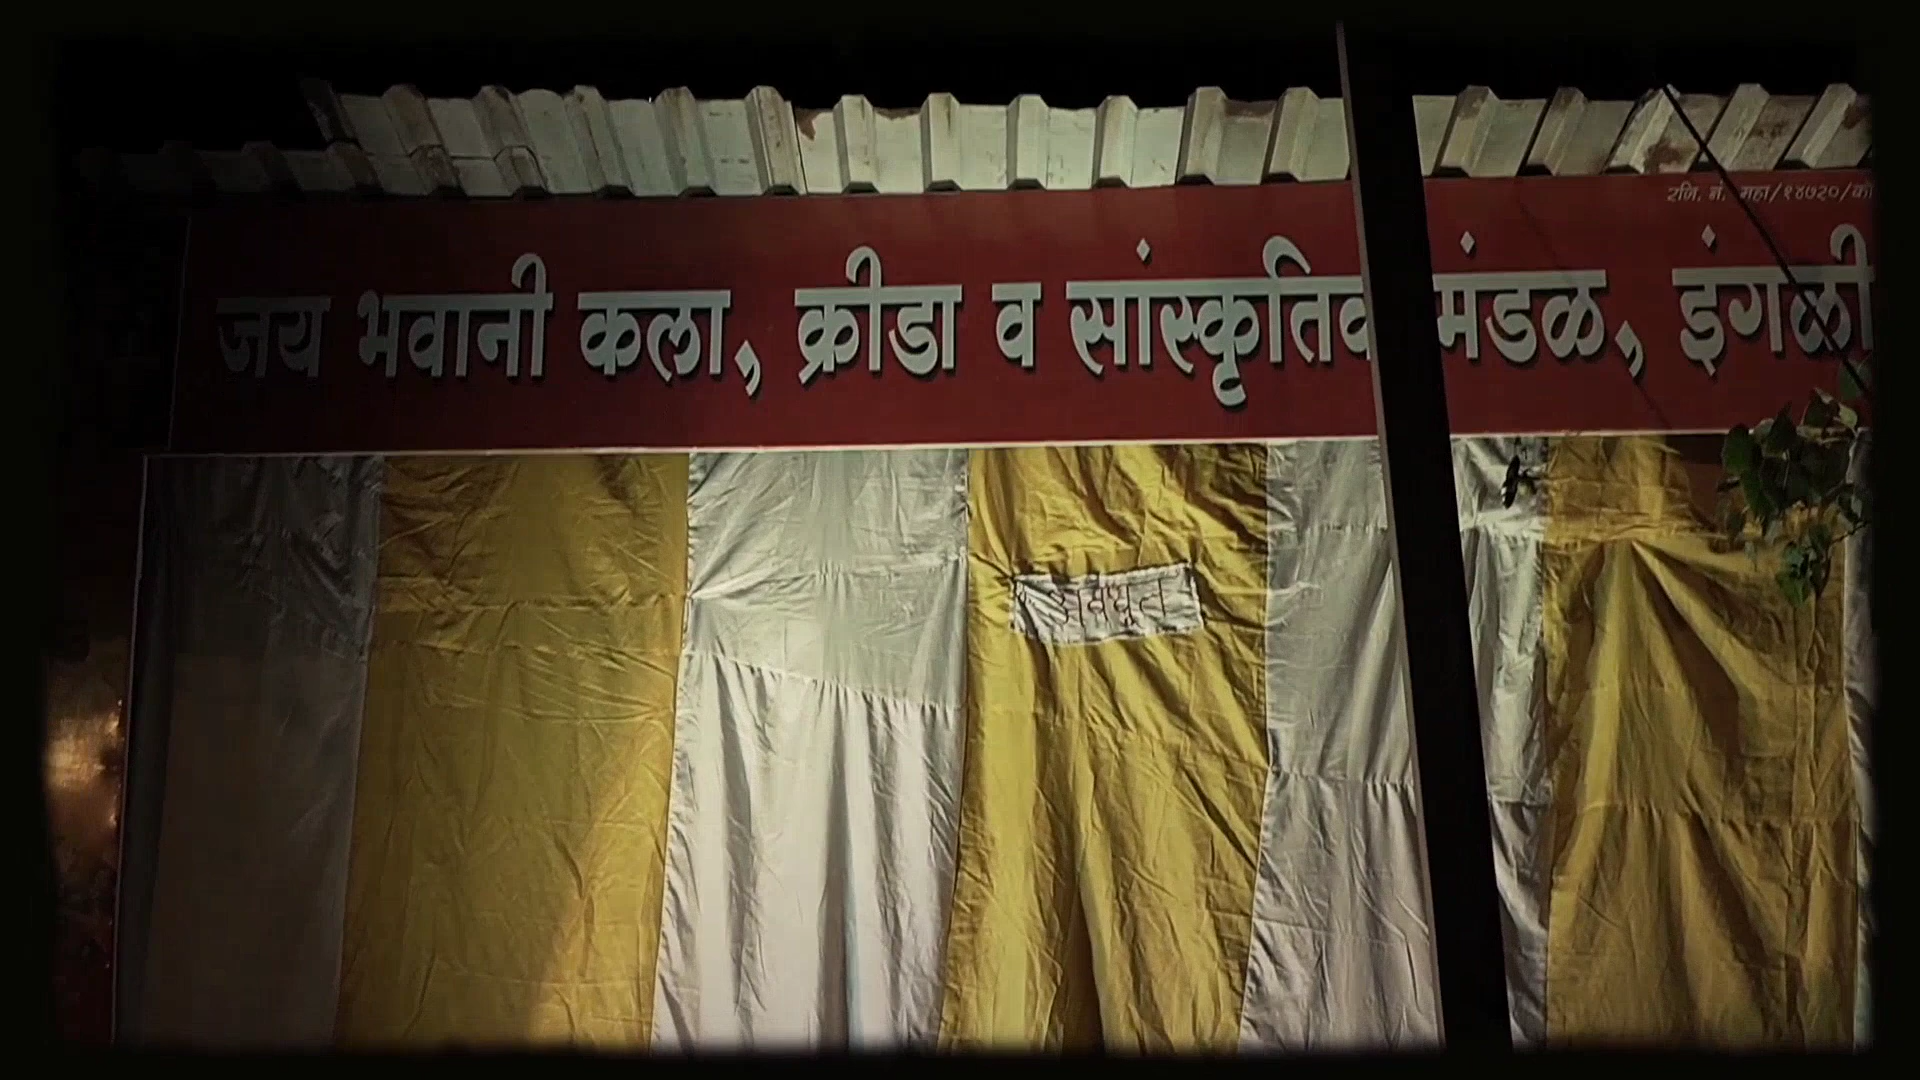 रजि. नं. महा/१४७२०/को
जय भवानी कला, क्रीडा व सांस्कृतिक मंडळ, इंगळी
अवधूत